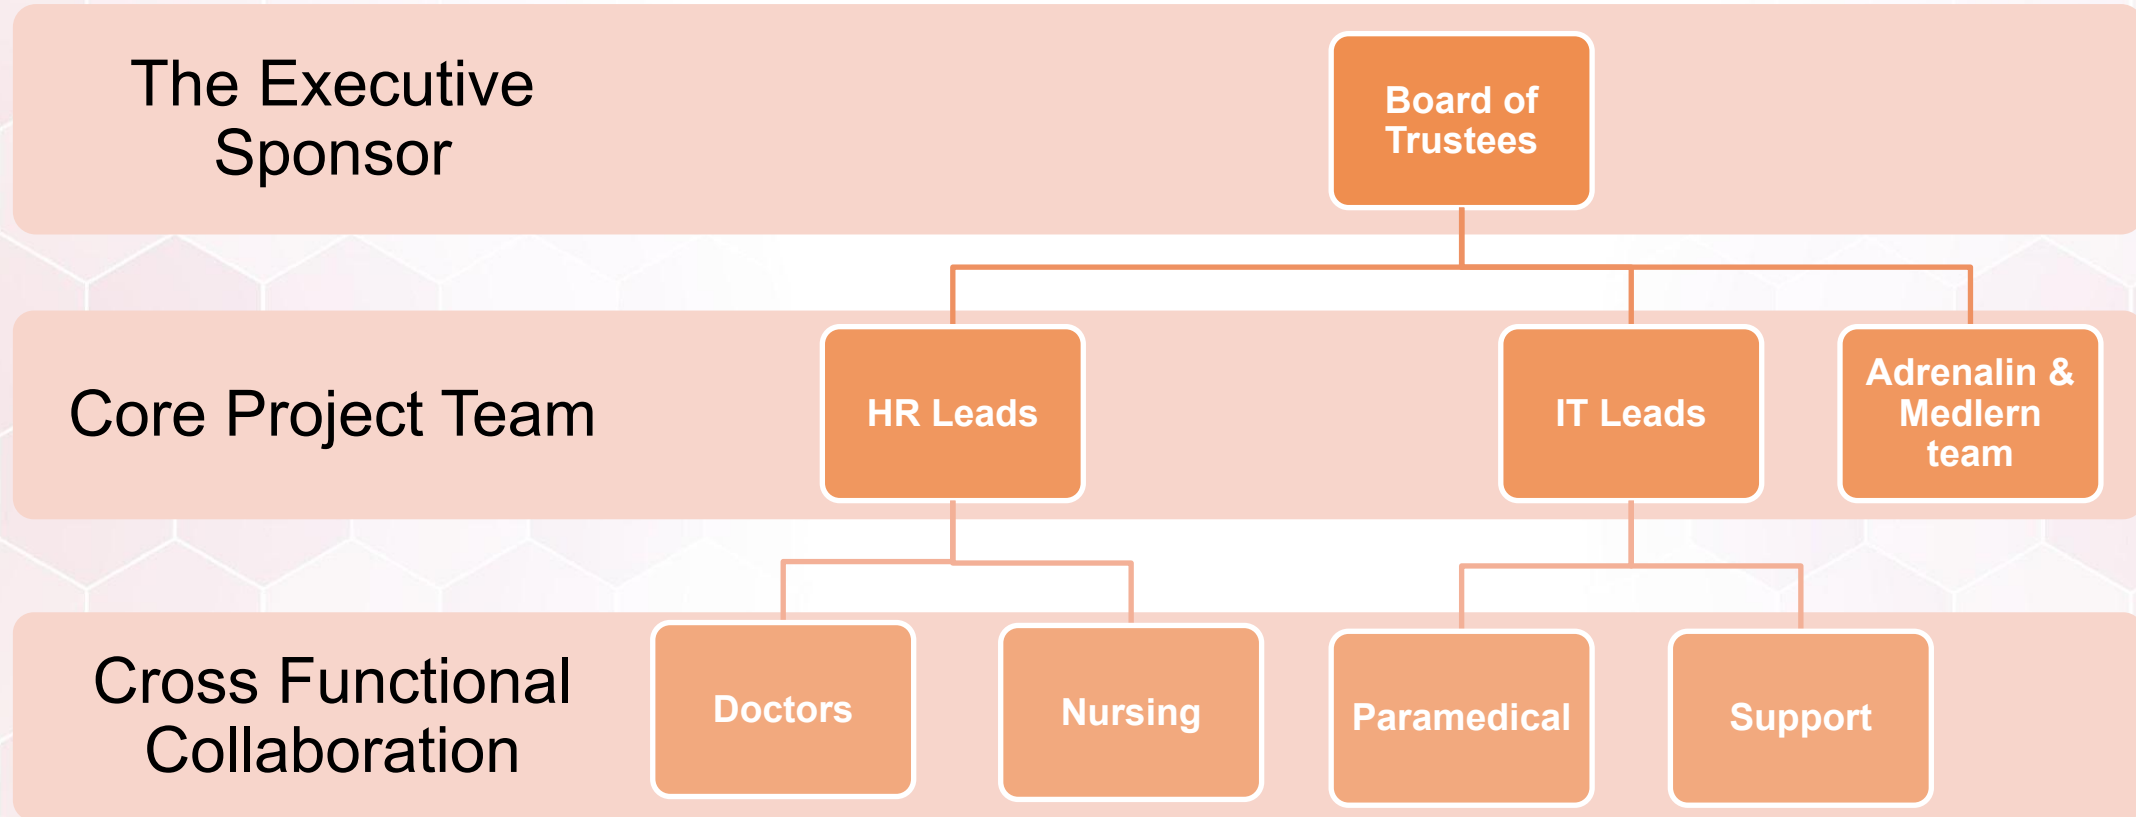 The Executive
Sponsor
Board of
Trustees
Core Project Team
HR Leads
IT Leads
Adrenalin &
Medlern
team
Cross Functional
Collaboration
Doctors
Nursing
Paramedical
Support